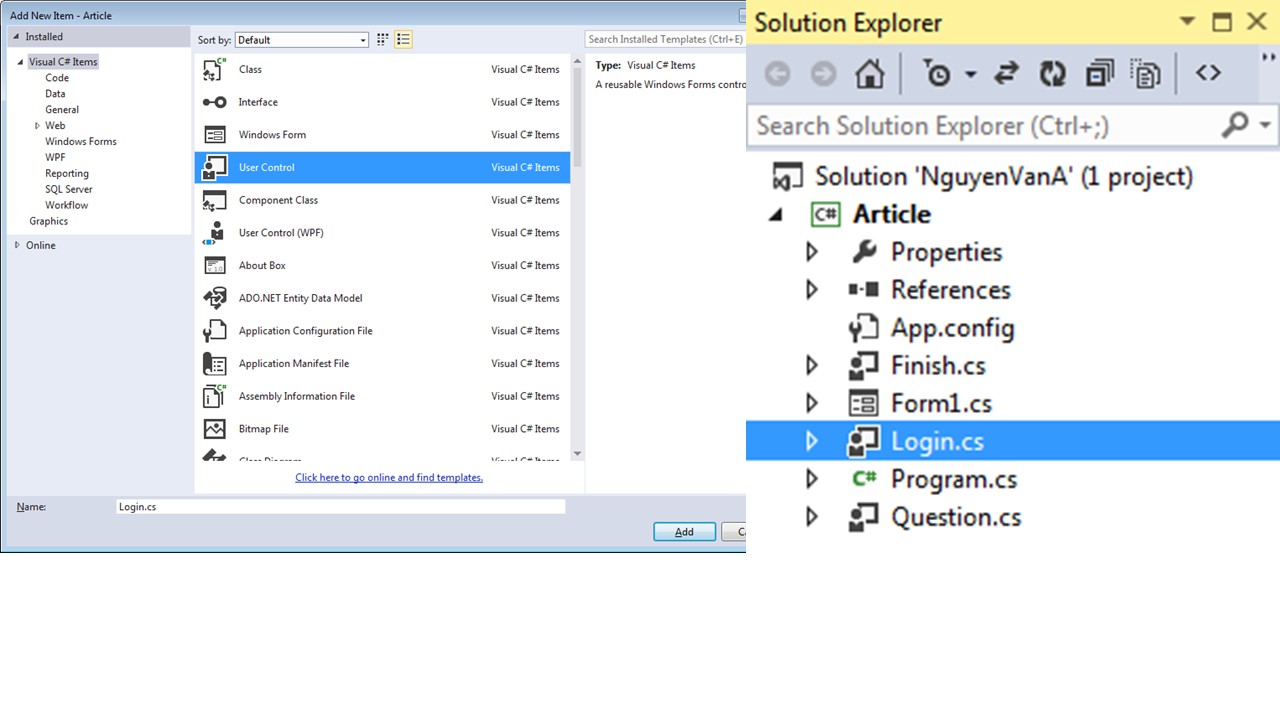 Add New Item - Article
Installed
Visual C# Items
Code
Data
General
Web
Windows Forms
WPF
Reporting
SQL Server
Workflow
Graphics
Online
Sort by: Default
Class Visual C# Items
Interface Visual C# Items
Windows Form Visual C# Items
User Control Visual C# Items
Component Class Visual C# Items
User Control (WPF) Visual C# Items
About Box Visual C# Items
ADO.NET Entity Data Model Visual C# Items
Application Configuration File Visual C# Items
Application Manifest File Visual C# Items
Assembly Information File Visual C# Items
Bitmap File Visual C# Items
Click here to go online and find templates.
Search Installed Templates (Ctrl+E)
Type: Visual C# Items
A reusable Windows Forms contro
Name: Login.cs
Add
Solution Explorer
Search Solution Explorer (Ctrl+;)
Solution 'NguyenVanA' (1 project)
C# Article
Properties
References
App.config
Finish.cs
Form1.cs
Login.cs
C# Program.cs
Question.cs